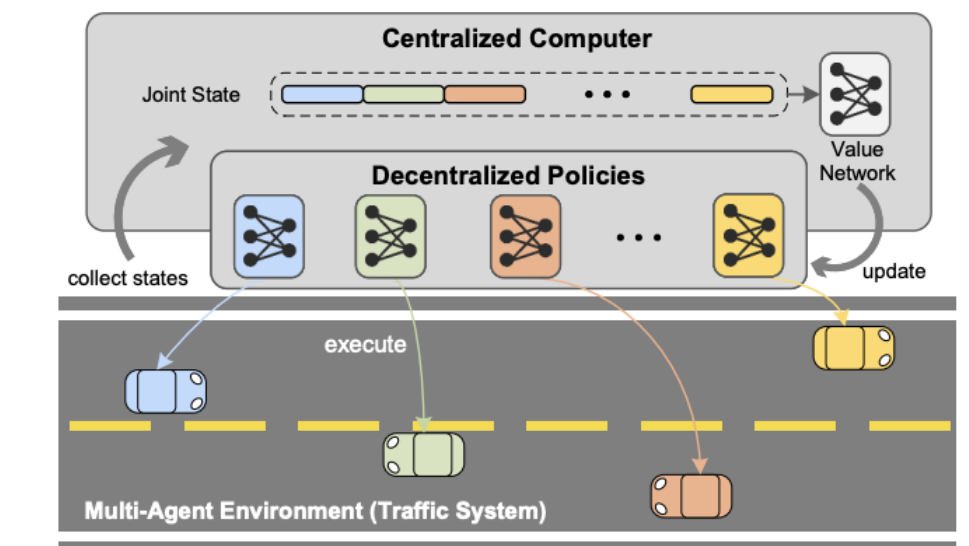 Centralized Computer
Joint State
Value
Network
Decentralized Policies
collect states
update
execute
Multi-Agent Environment (Traffic System)